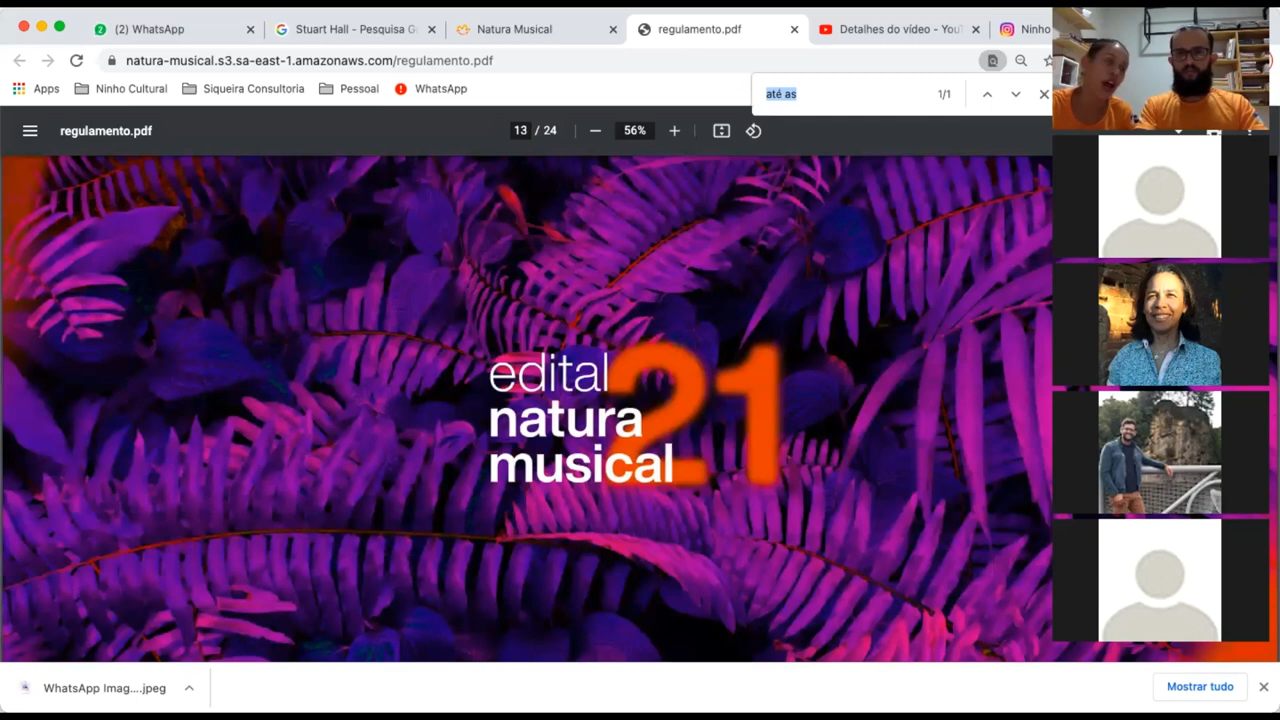 (2) WhatsApp
Stuart Hall - Pesquisa G
Natura Musical
regulamento.pdf
Detalhes do vídeo - You
Ninho
natura-musical.s3.sa-east-1.amazonaws.com/regulamento.pdf
Apps
Ninho Cultural
Siqueira Consultoria
Pessoal
WhatsApp
até as
1/1
regulamento.pdf
13 / 24
56%
edital
natura
musical
21
WhatsApp Imag....jpeg
Mostrar tudo